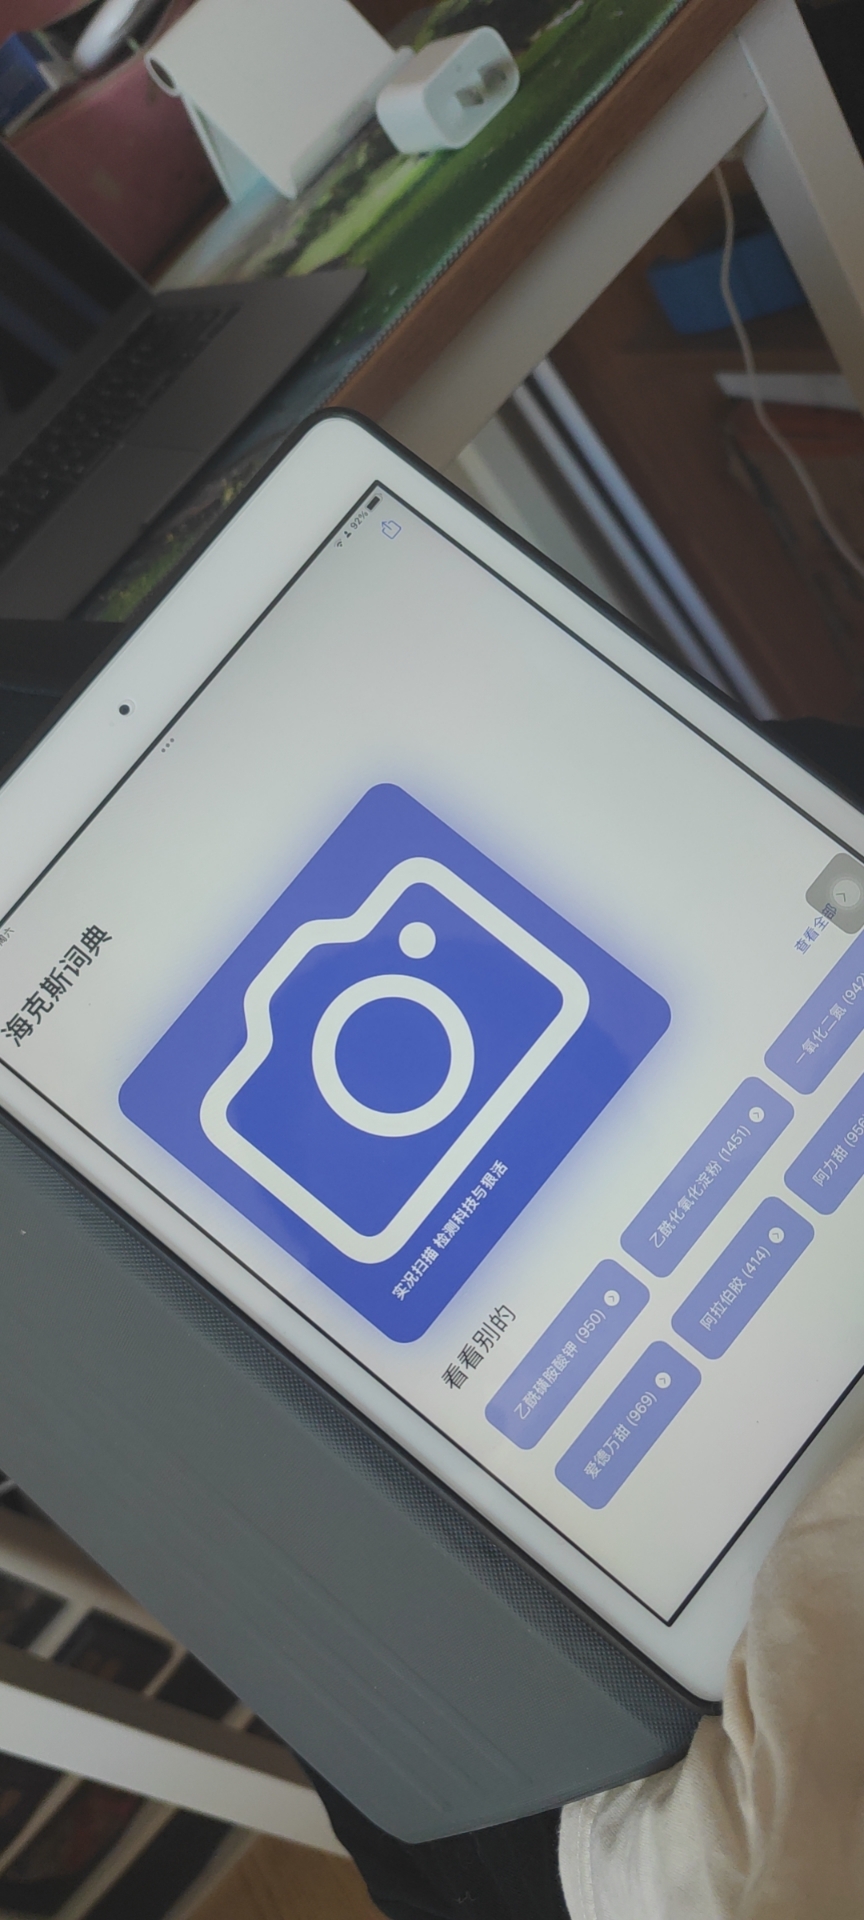 92%
海克斯词典
实况扫描 检测科技与狠活
看看别的
查看全部
乙酰磺胺酸钾 (950)
乙酰化氧化淀粉 (1451)
一氧化二氮 (942
爱德万甜 (969)
阿拉伯胶 (414)
阿力甜 (956